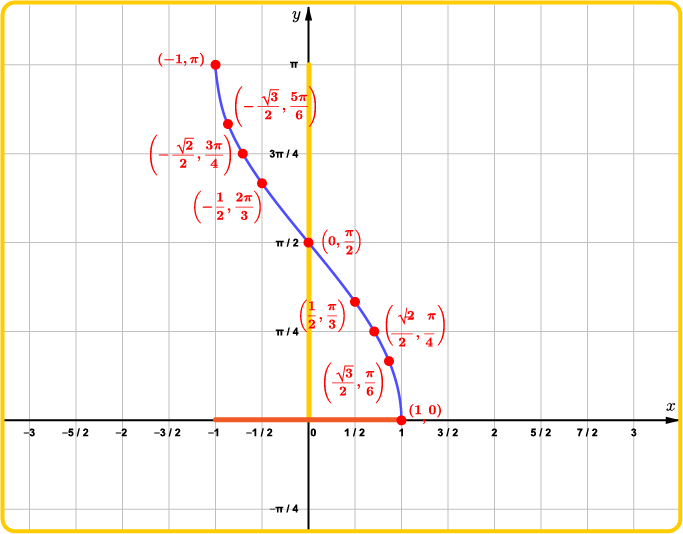 y
(−1, π)
π
(−√3/2, 5π/6)
(−√2/2, 3π/4)
3π / 4
(−1/2, 2π/3)
π / 2
(0, π/2)
(1/2, π/3)
π / 4
(√2/2 π/4)
(√3/2, π/6)
(1, 0)
x
−3 −5 / 2 −2 −3 / 2 −1 −1 / 2 0 1 / 2 1 3 / 2 2 5 / 2 7 / 2 3
−π / 4